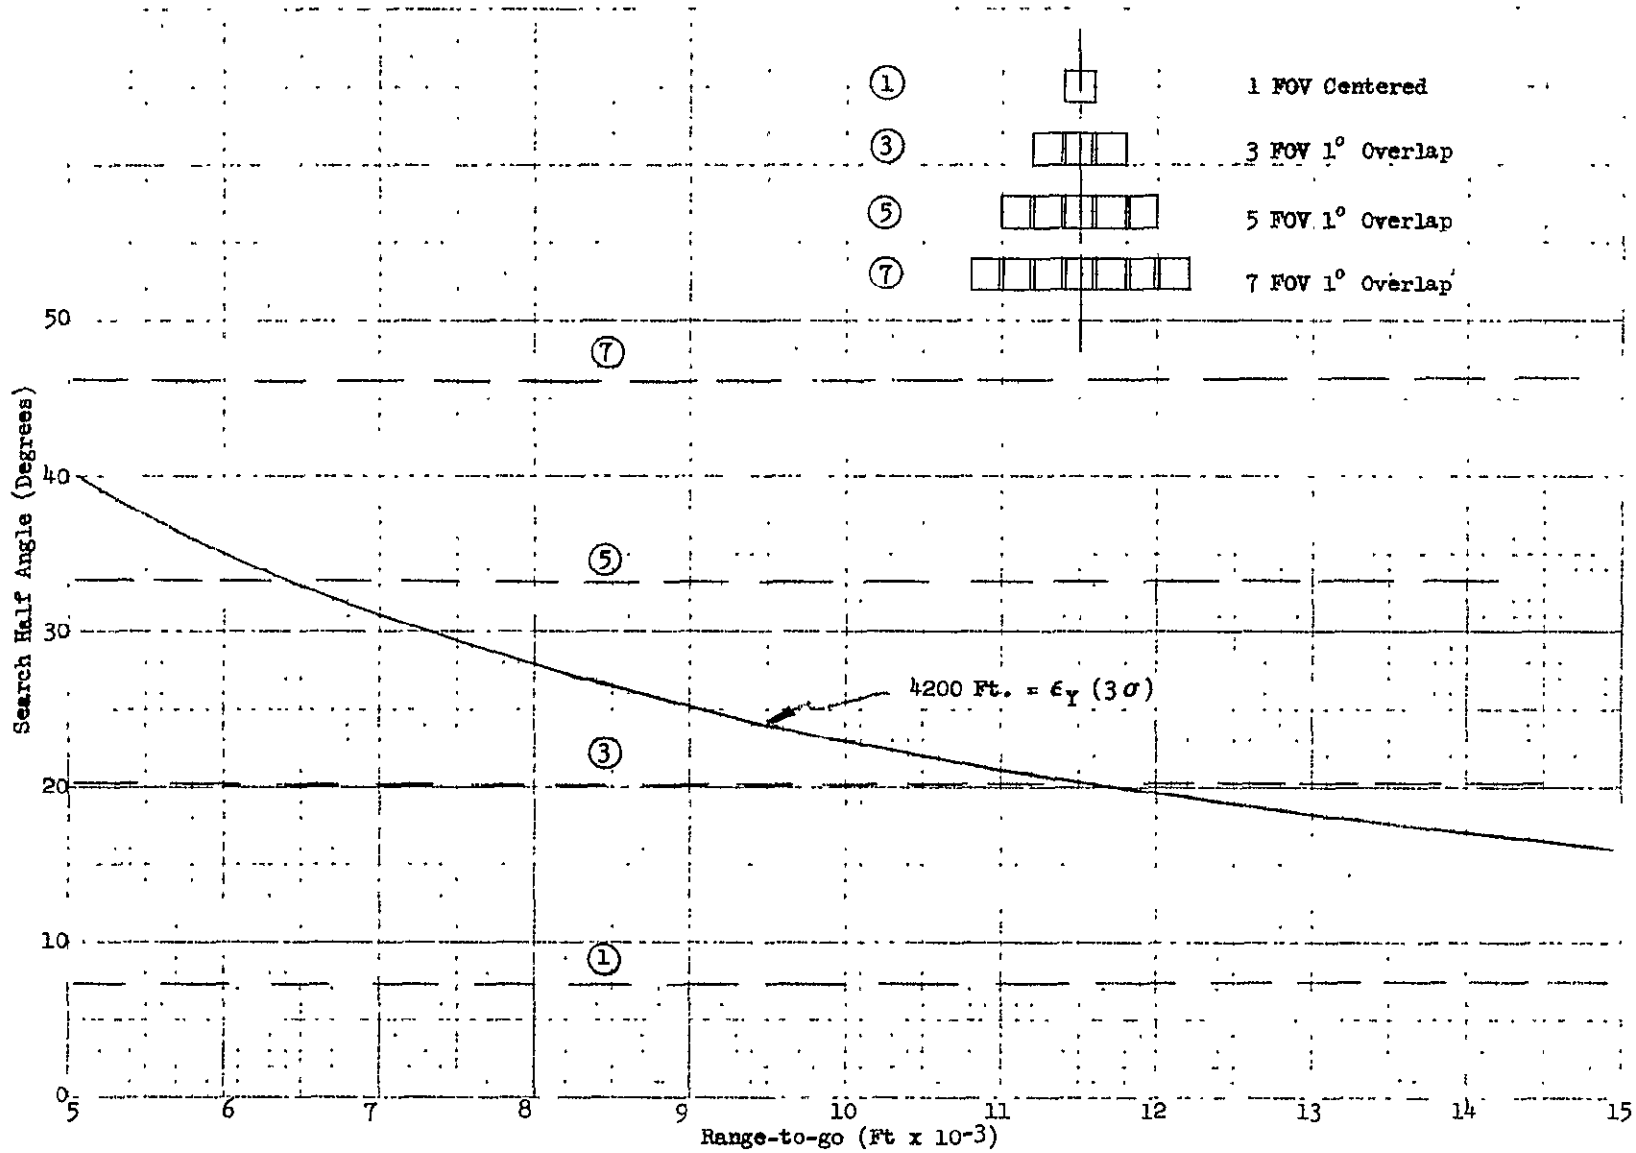 ① 1 FOV Centered
③ 3 FOV 1° Overlap
⑤ 5 FOV 1° Overlap
⑦ 7 FOV 1° Overlap
50
⑦
40
⑤
30
4200 Ft. = ϵY (3σ)
③
20
10
①
0
Search Half Angle (Degrees)
5 6 7 8 9 10 11 12 13 14 15
Range-to-go (Ft x 10-3)